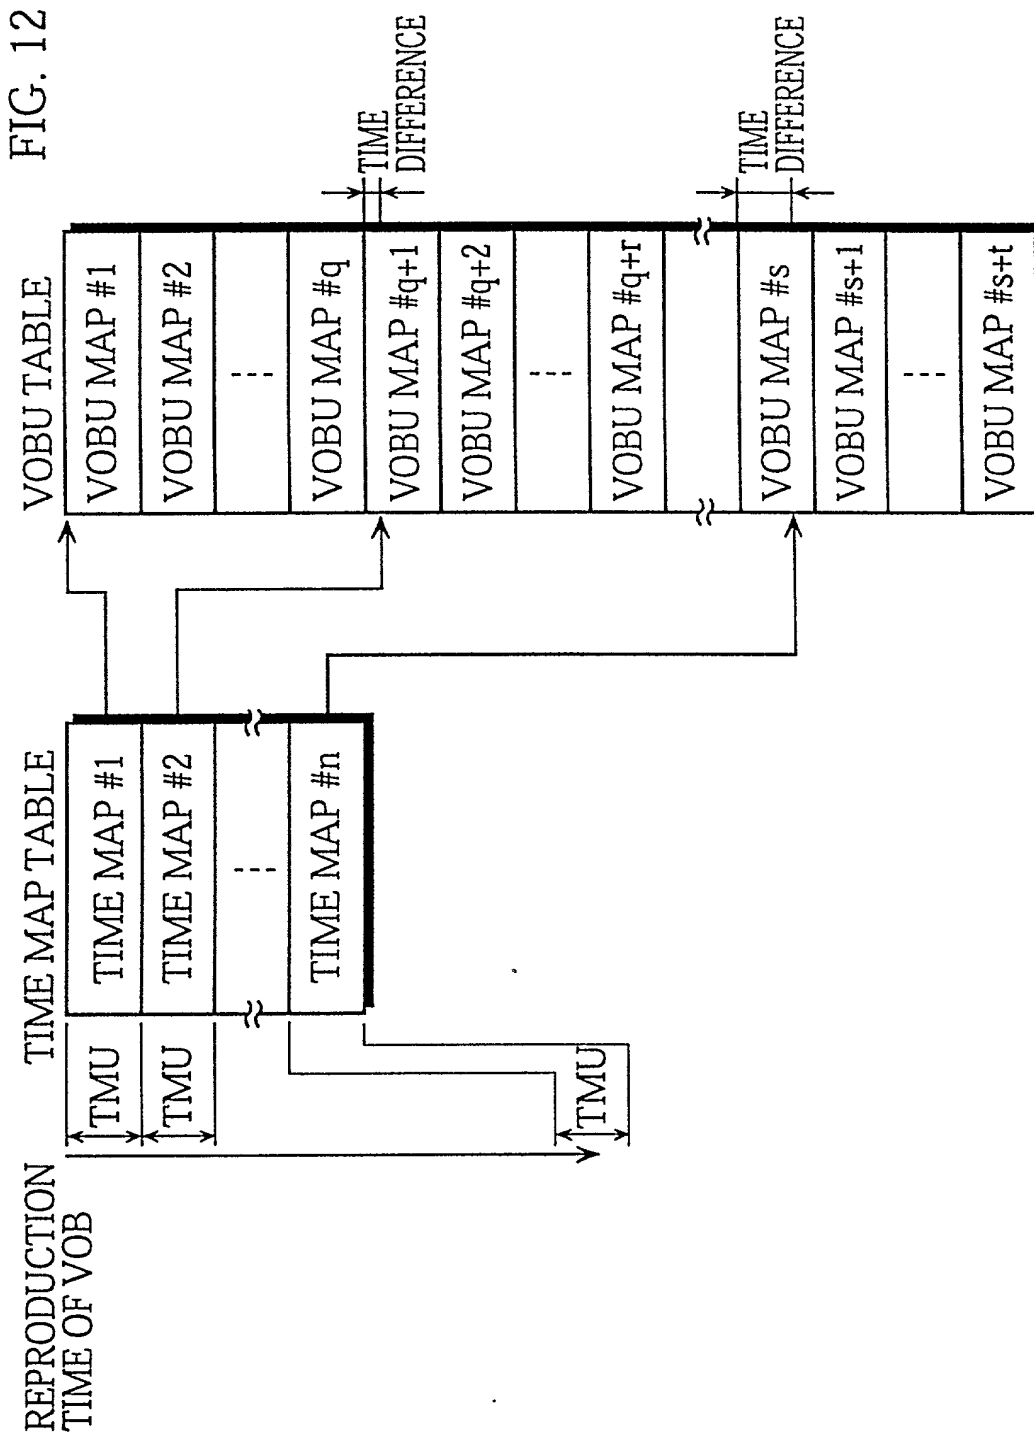 FIG. 12
REPRODUCTION
TIME OF VOB
TMU
TMU
TMU
TIME MAP TABLE
TIME MAP #1
TIME MAP #2
TIME MAP #n
VOBU TABLE
VOBU MAP #1
VOBU MAP #2
VOBU MAP #q
VOBU MAP #q+1
VOBU MAP #q+2
VOBU MAP #q+r
VOBU MAP #s
VOBU MAP #s+1
VOBU MAP #s+t
TIME
DIFFERENCE
TIME
DIFFERENCE